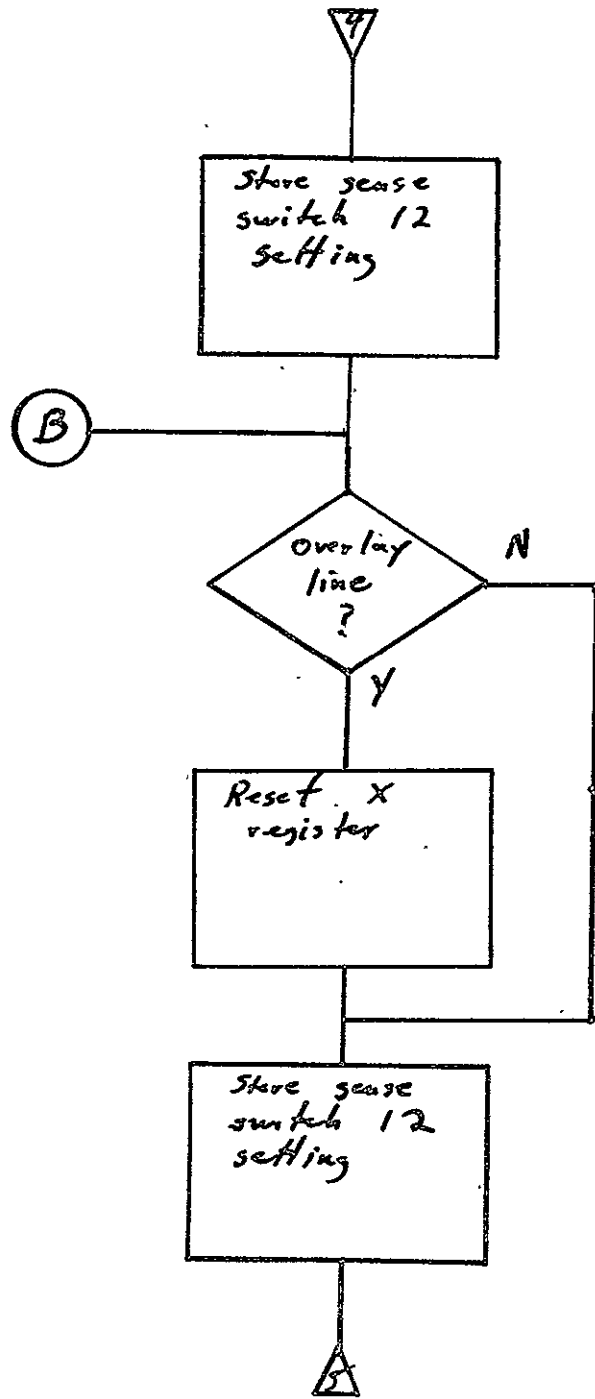 4
Store sense
switch 12
setting
B
overlay
line
?
N
Y
Reset X
register
Store sense
switch 12
setting
5